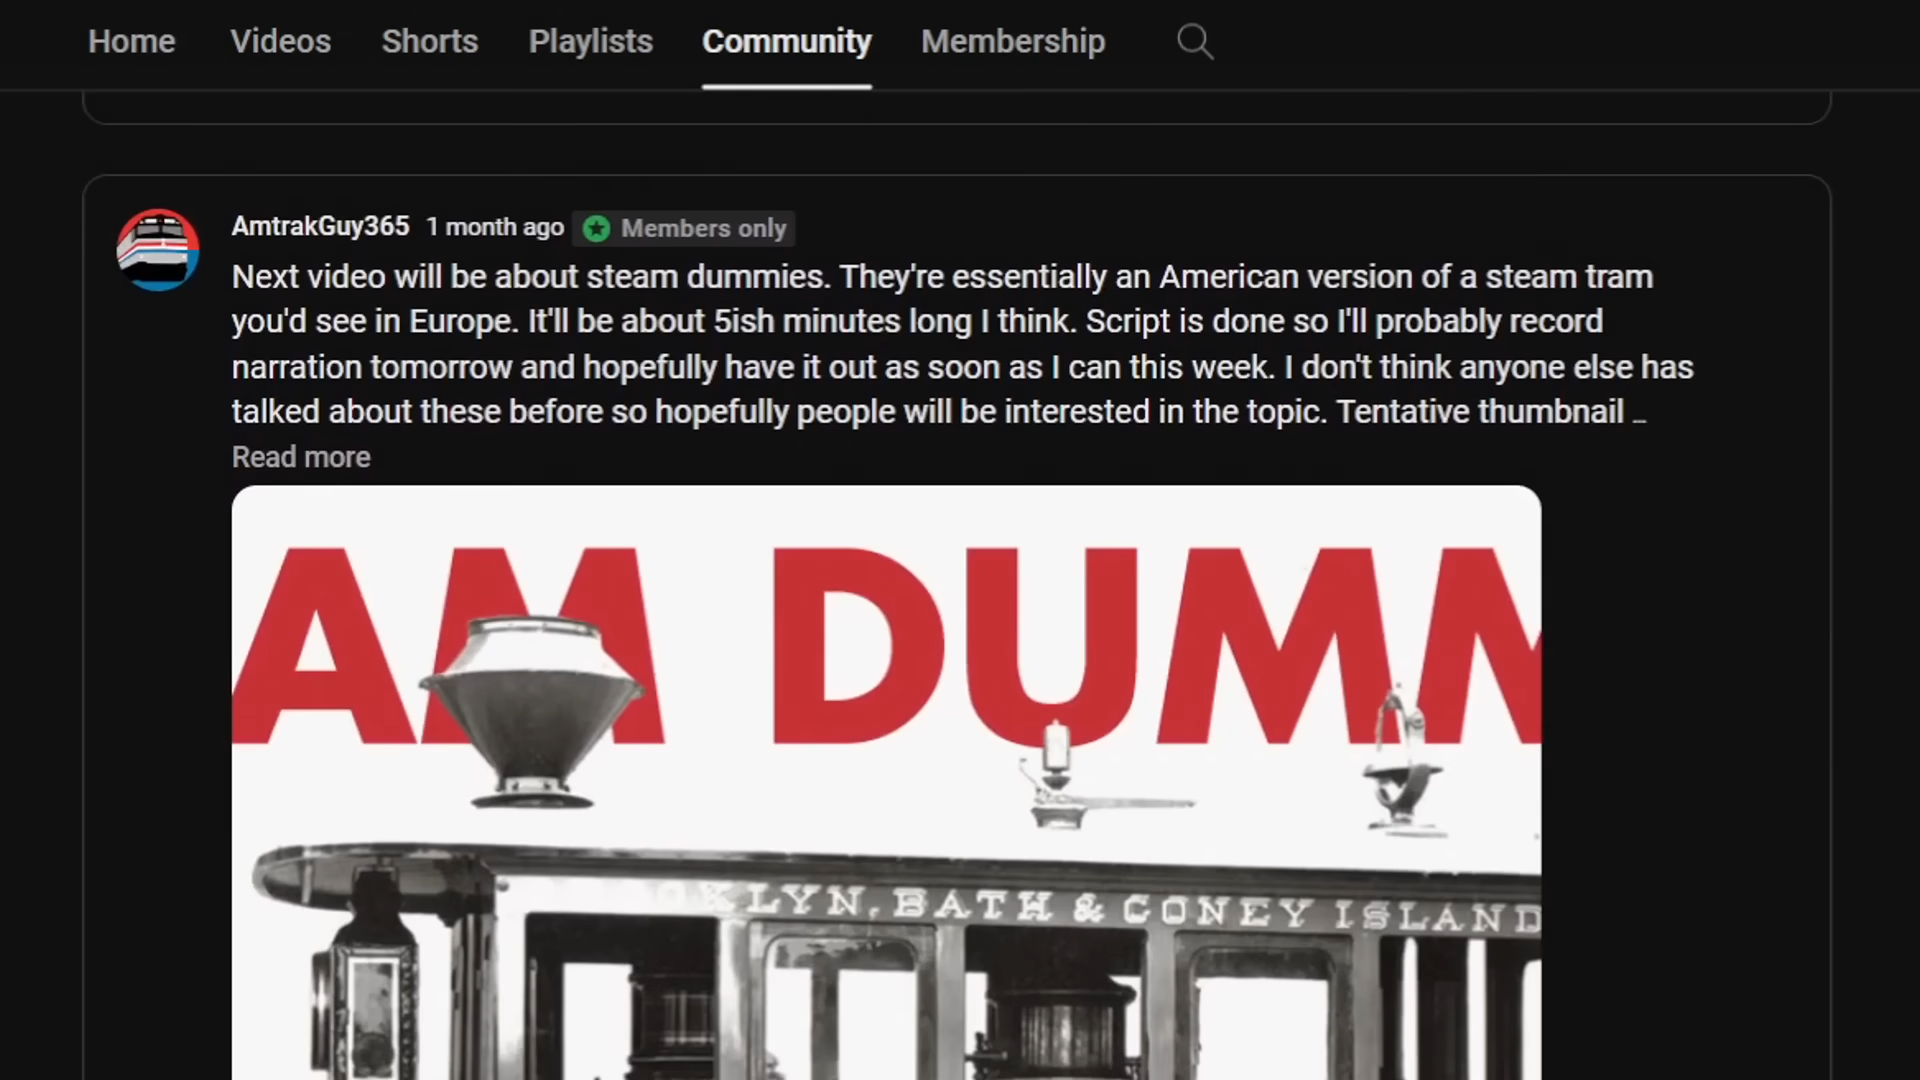 Home Videos Shorts Playlists Community Membership
AmtrakGuy365 1 month ago Members only
Next video will be about steam dummies. They're essentially an American version of a steam tram
you'd see in Europe. It'll be about 5ish minutes long I think. Script is done so I'll probably record
narration tomorrow and hopefully have it out as soon as I can this week. I don't think anyone else has
talked about these before so hopefully people will be interested in the topic. Tentative thumbnail ...
Read more
AM DUMM
KLYN, BATH & CONEY ISLAND